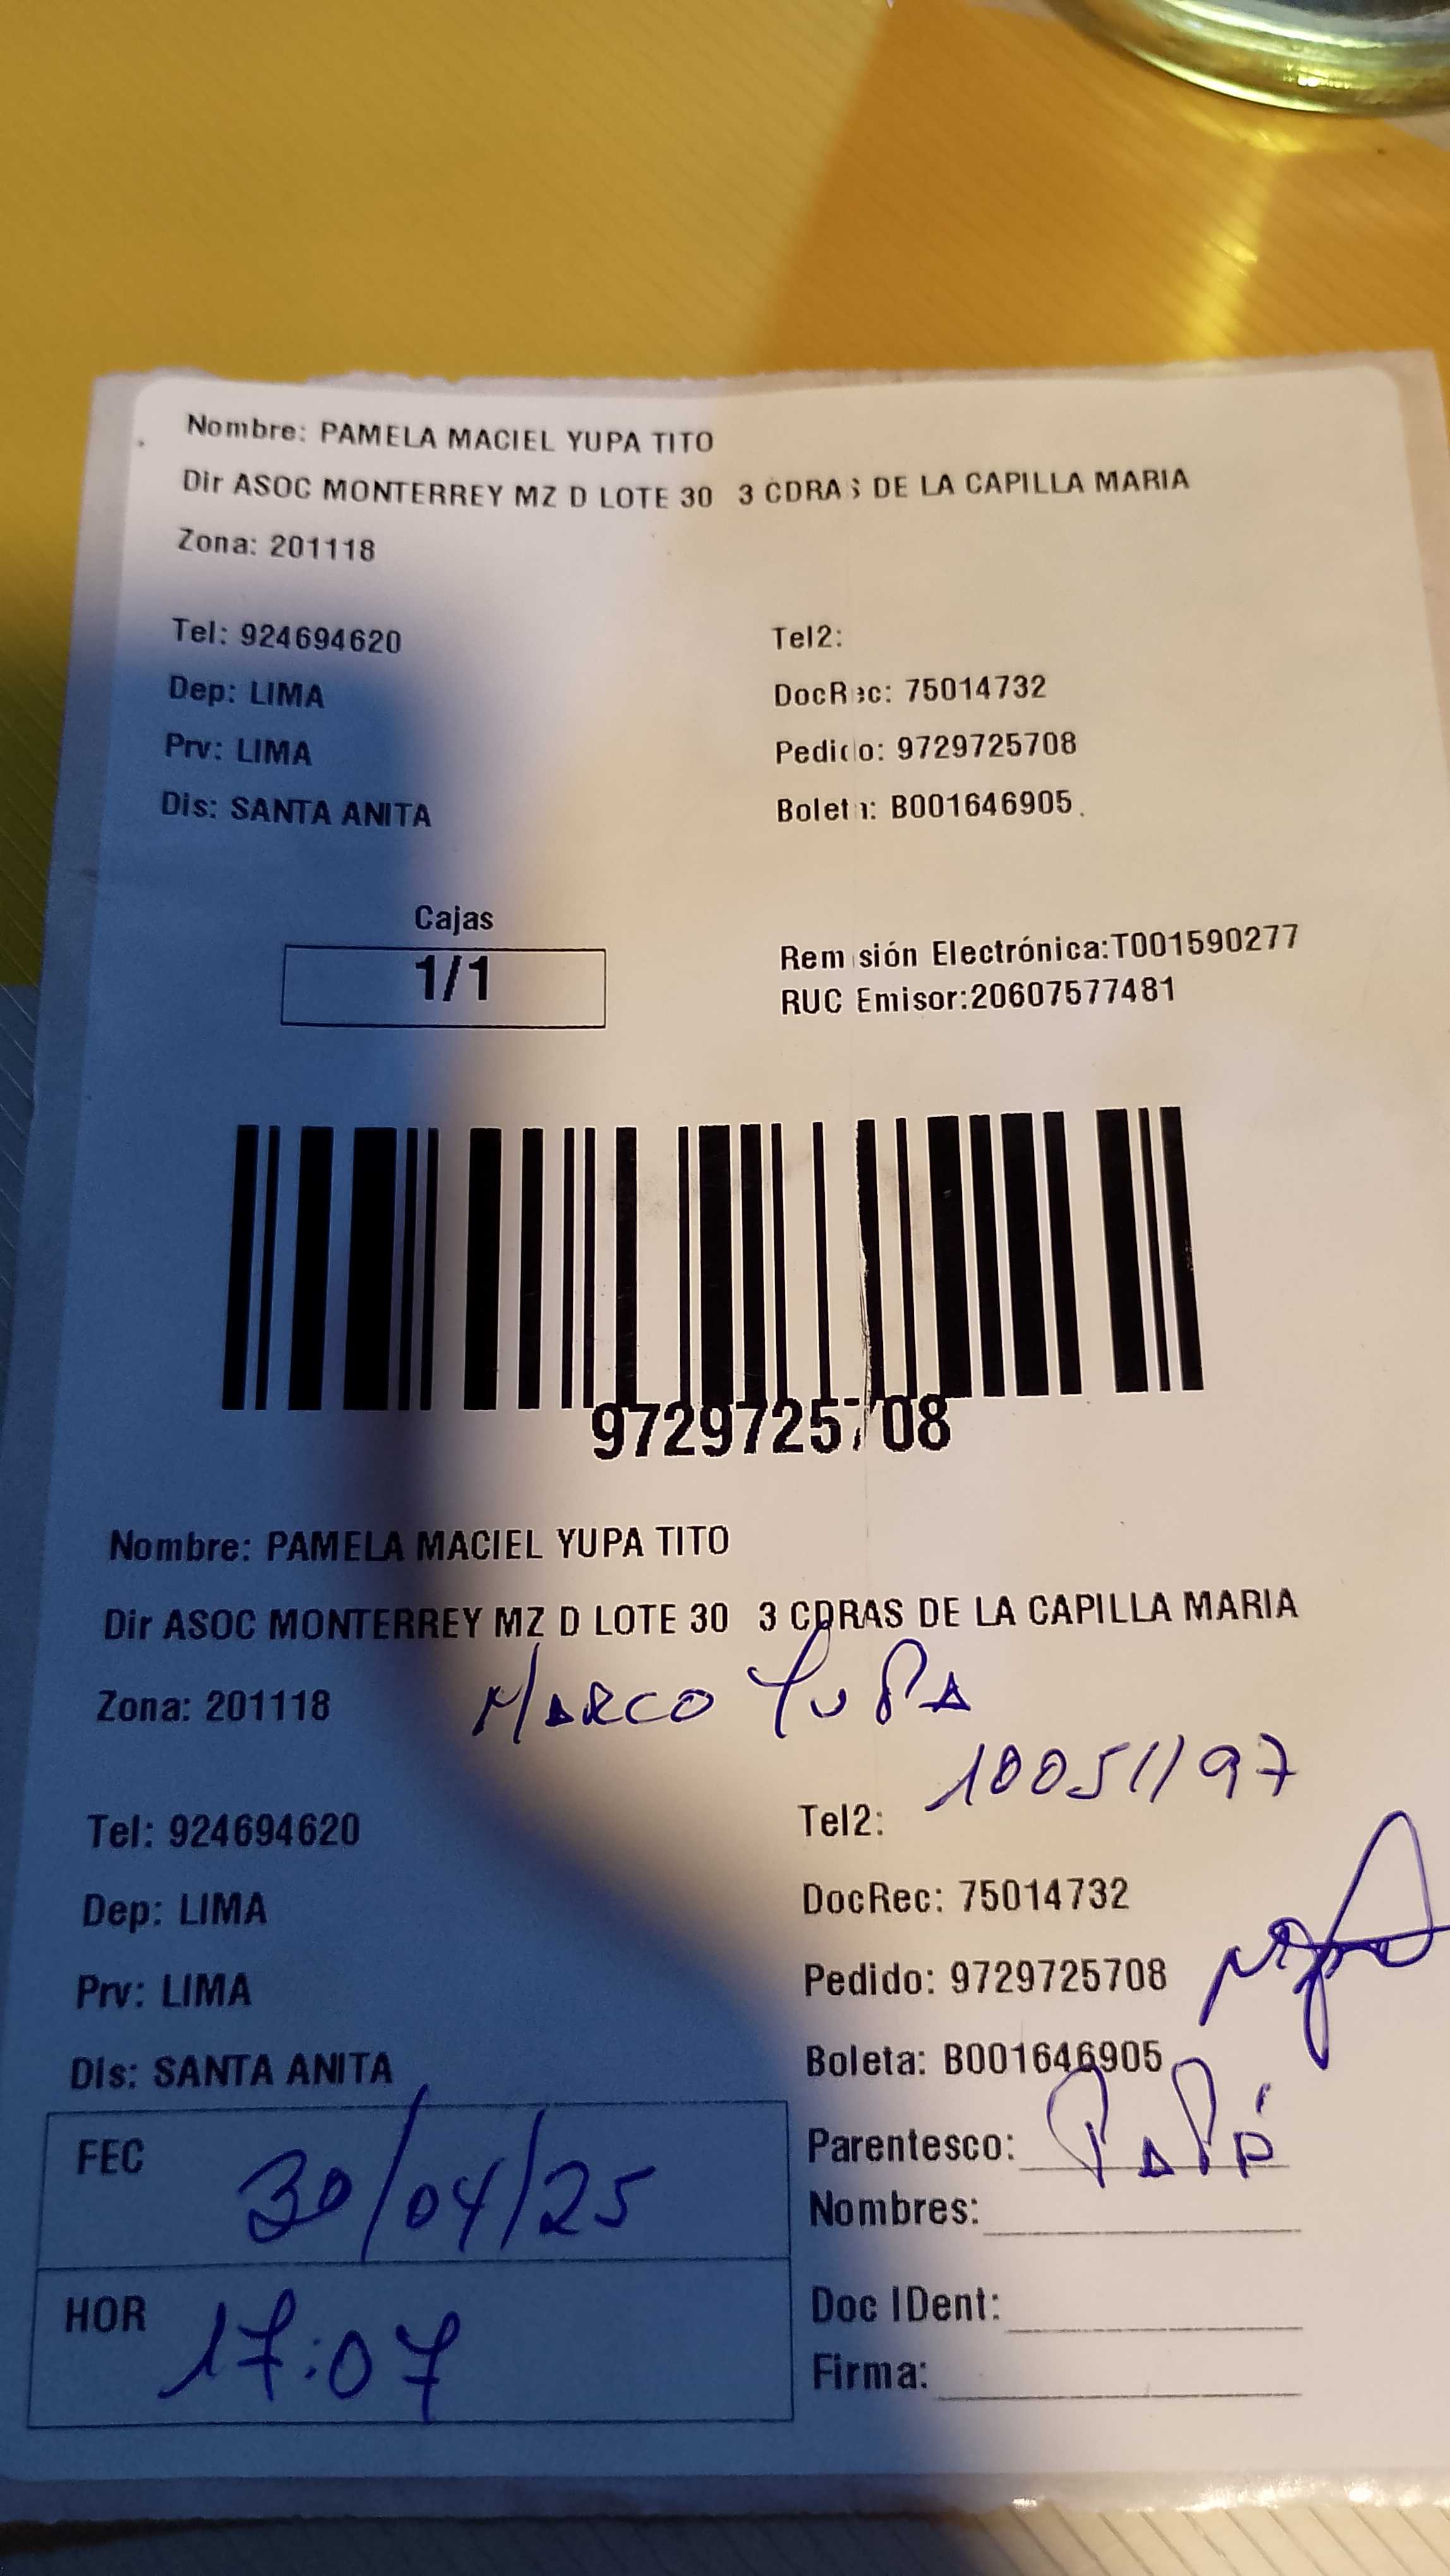 Nombre: PAMELA MACIEL YUPA TITO
Dir ASOC MONTERREY MZ D LOTE 30 3 CDRAS DE LA CAPILLA MARIA
Zona: 201118
Tel: 924694620 Tel2:
Dep: LIMA DocRec: 75014732
Prv: LIMA Pedido: 9729725708
Dis: SANTA ANITA Boleta: B001646905
Cajas
1/1
Remisión Electrónica:T001590277
RUC Emisor:20607577481
9729725708
Nombre: PAMELA MACIEL YUPA TITO
Dir ASOC MONTERREY MZ D LOTE 30 3 CDRAS DE LA CAPILLA MARIA
Zona: 201118 MARCO YUPA
10051197
Tel: 924694620 Tel2:
Dep: LIMA DocRec: 75014732
Prv: LIMA Pedido: 9729725708
Dis: SANTA ANITA Boleta: B001646905
FEC 30/04/25 Parentesco: PAPÁ
Nombres:
HOR 17:07 Doc IDent:
Firma: